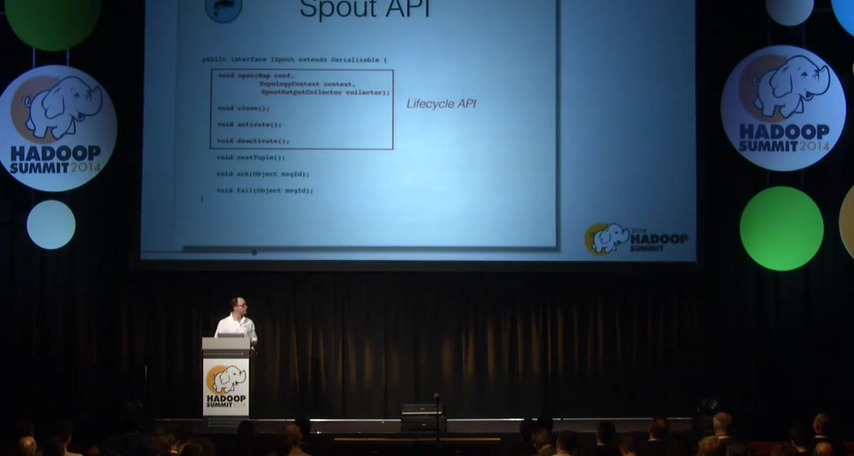 Spout API
public interface ISpout extends Serializable {
void open(Map conf,
TopologyContext context,
SpoutOutputCollector collector);
void close();
void activate();
void deactivate();
void nextTuple();
void ack(Object msgId);
void fail(Object msgId);
}
Lifecycle API
HADOOP
SUMMIT 2014
HADOOP
SUMMIT 2014
HADOOP
SUMMIT
HADOOP
SUMMIT 2014